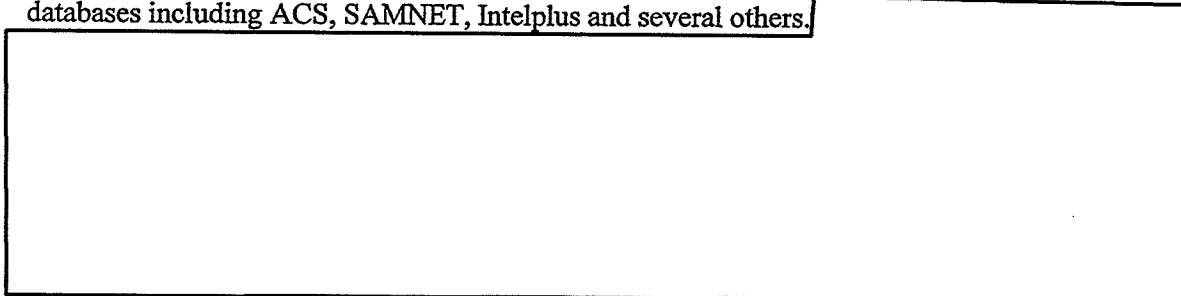 databases including ACS, SAMNET, Intelplus and several others.